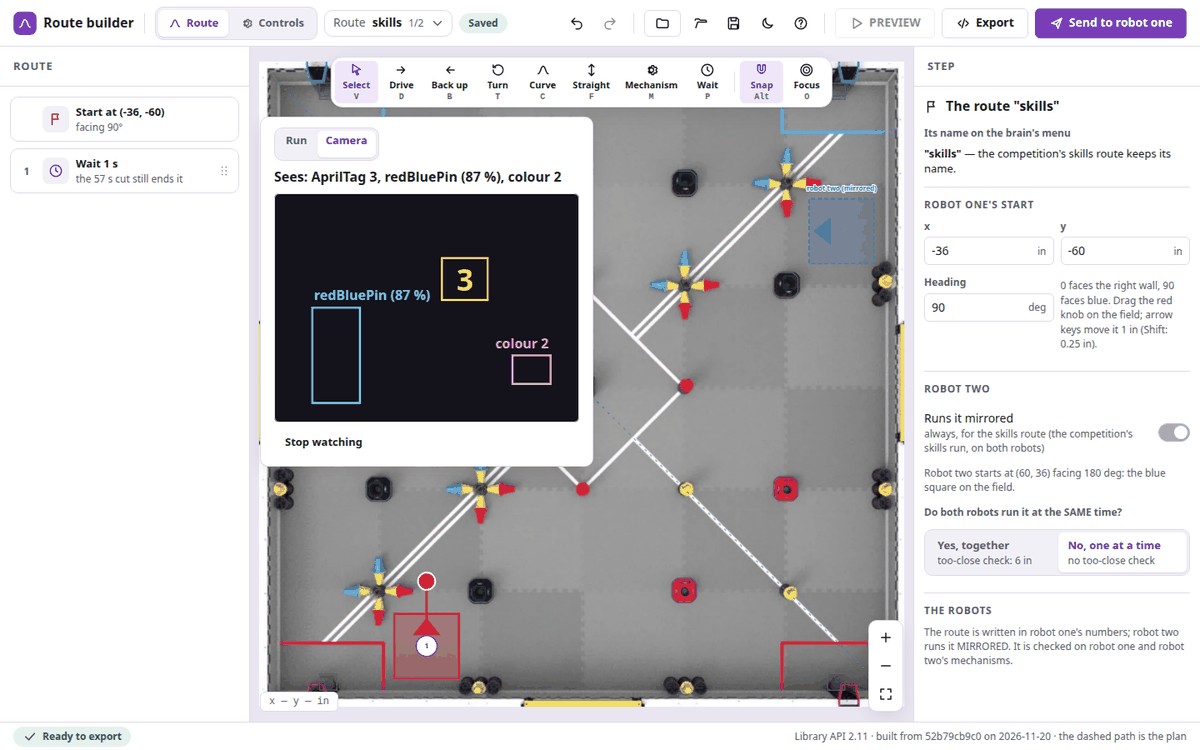 Route builder
Route
Controls
Route skills 1/2
Saved
PREVIEW
Export
Send to robot one
ROUTE
Start at (-36, -60)
facing 90°
1
Wait 1 s
the 57 s cut still ends it
Select
V
Drive
D
Back up
B
Turn
T
Curve
C
Straight
F
Mechanism
M
Wait
P
Snap
Alt
Focus
O
Run
Camera
Sees: AprilTag 3, redBluePin (87 %), colour 2
3
redBluePin (87 %)
colour 2
Stop watching
robot two (mirrored)
1
x — y — in
STEP
The route "skills"
Its name on the brain's menu
"skills" — the competition's skills route keeps its
name.
ROBOT ONE'S START
x
y
-36 in
-60 in
Heading
90 deg
0 faces the right wall, 90
faces blue. Drag the red
knob on the field; arrow
keys move it 1 in (Shift:
0.25 in).
ROBOT TWO
Runs it mirrored
always, for the skills route (the competition's
skills run, on both robots)
Robot two starts at (60, 36) facing 180 deg: the blue
square on the field.
Do both robots run it at the SAME time?
Yes, together
too-close check: 6 in
No, one at a time
no too-close check
THE ROBOTS
The route is written in robot one's numbers; robot two
runs it MIRRORED. It is checked on robot one and robot
two's mechanisms.
Ready to export
Library API 2.11 · built from 52b79cb9c0 on 2026-11-20 · the dashed path is the plan